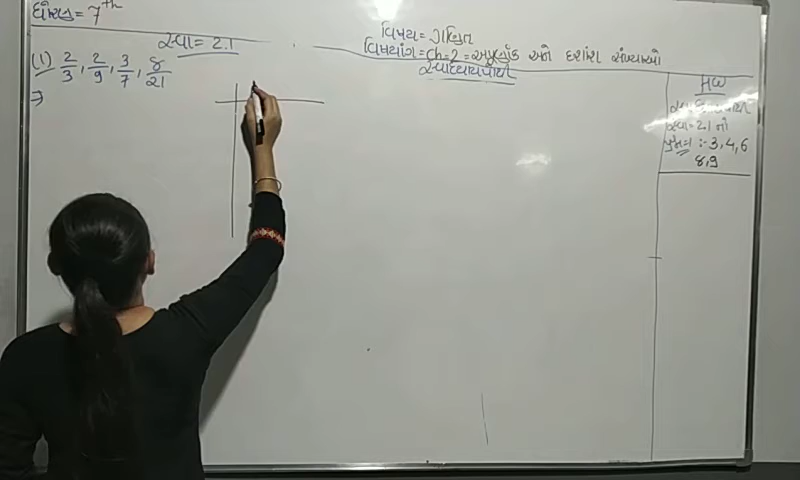 ધોરણ = 7th
વિષય = ગણિત
વિષયાંગ = Ch = 2 = અપૂર્ણાંક અને દશાંશ સંખ્યાઓ
સ્વાધ્યાયપોથી
સ્વા = 2.1
(1) 2/3, 2/9, 3/7, 8/21
⇒
HW
સ્વા = 2.1 ની
:- 3, 4, 6
8, 9